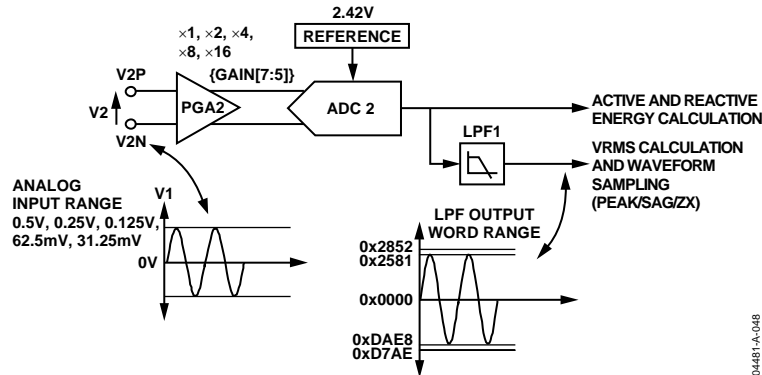 2.42V
×1, ×2, ×4,
×8, ×16
REFERENCE
{GAIN[7:5]}
V2P
V2
V2N
PGA2
ADC 2
ACTIVE AND REACTIVE
ENERGY CALCULATION
LPF1
VRMS CALCULATION
AND WAVEFORM
SAMPLING
(PEAK/SAG/ZX)
ANALOG
INPUT RANGE
0.5V, 0.25V, 0.125V,
62.5mV, 31.25mV
V1
0V
LPF OUTPUT
WORD RANGE
0x2852
0x2581
0x0000
0xDAE8
0xD7AE
04481-A-048